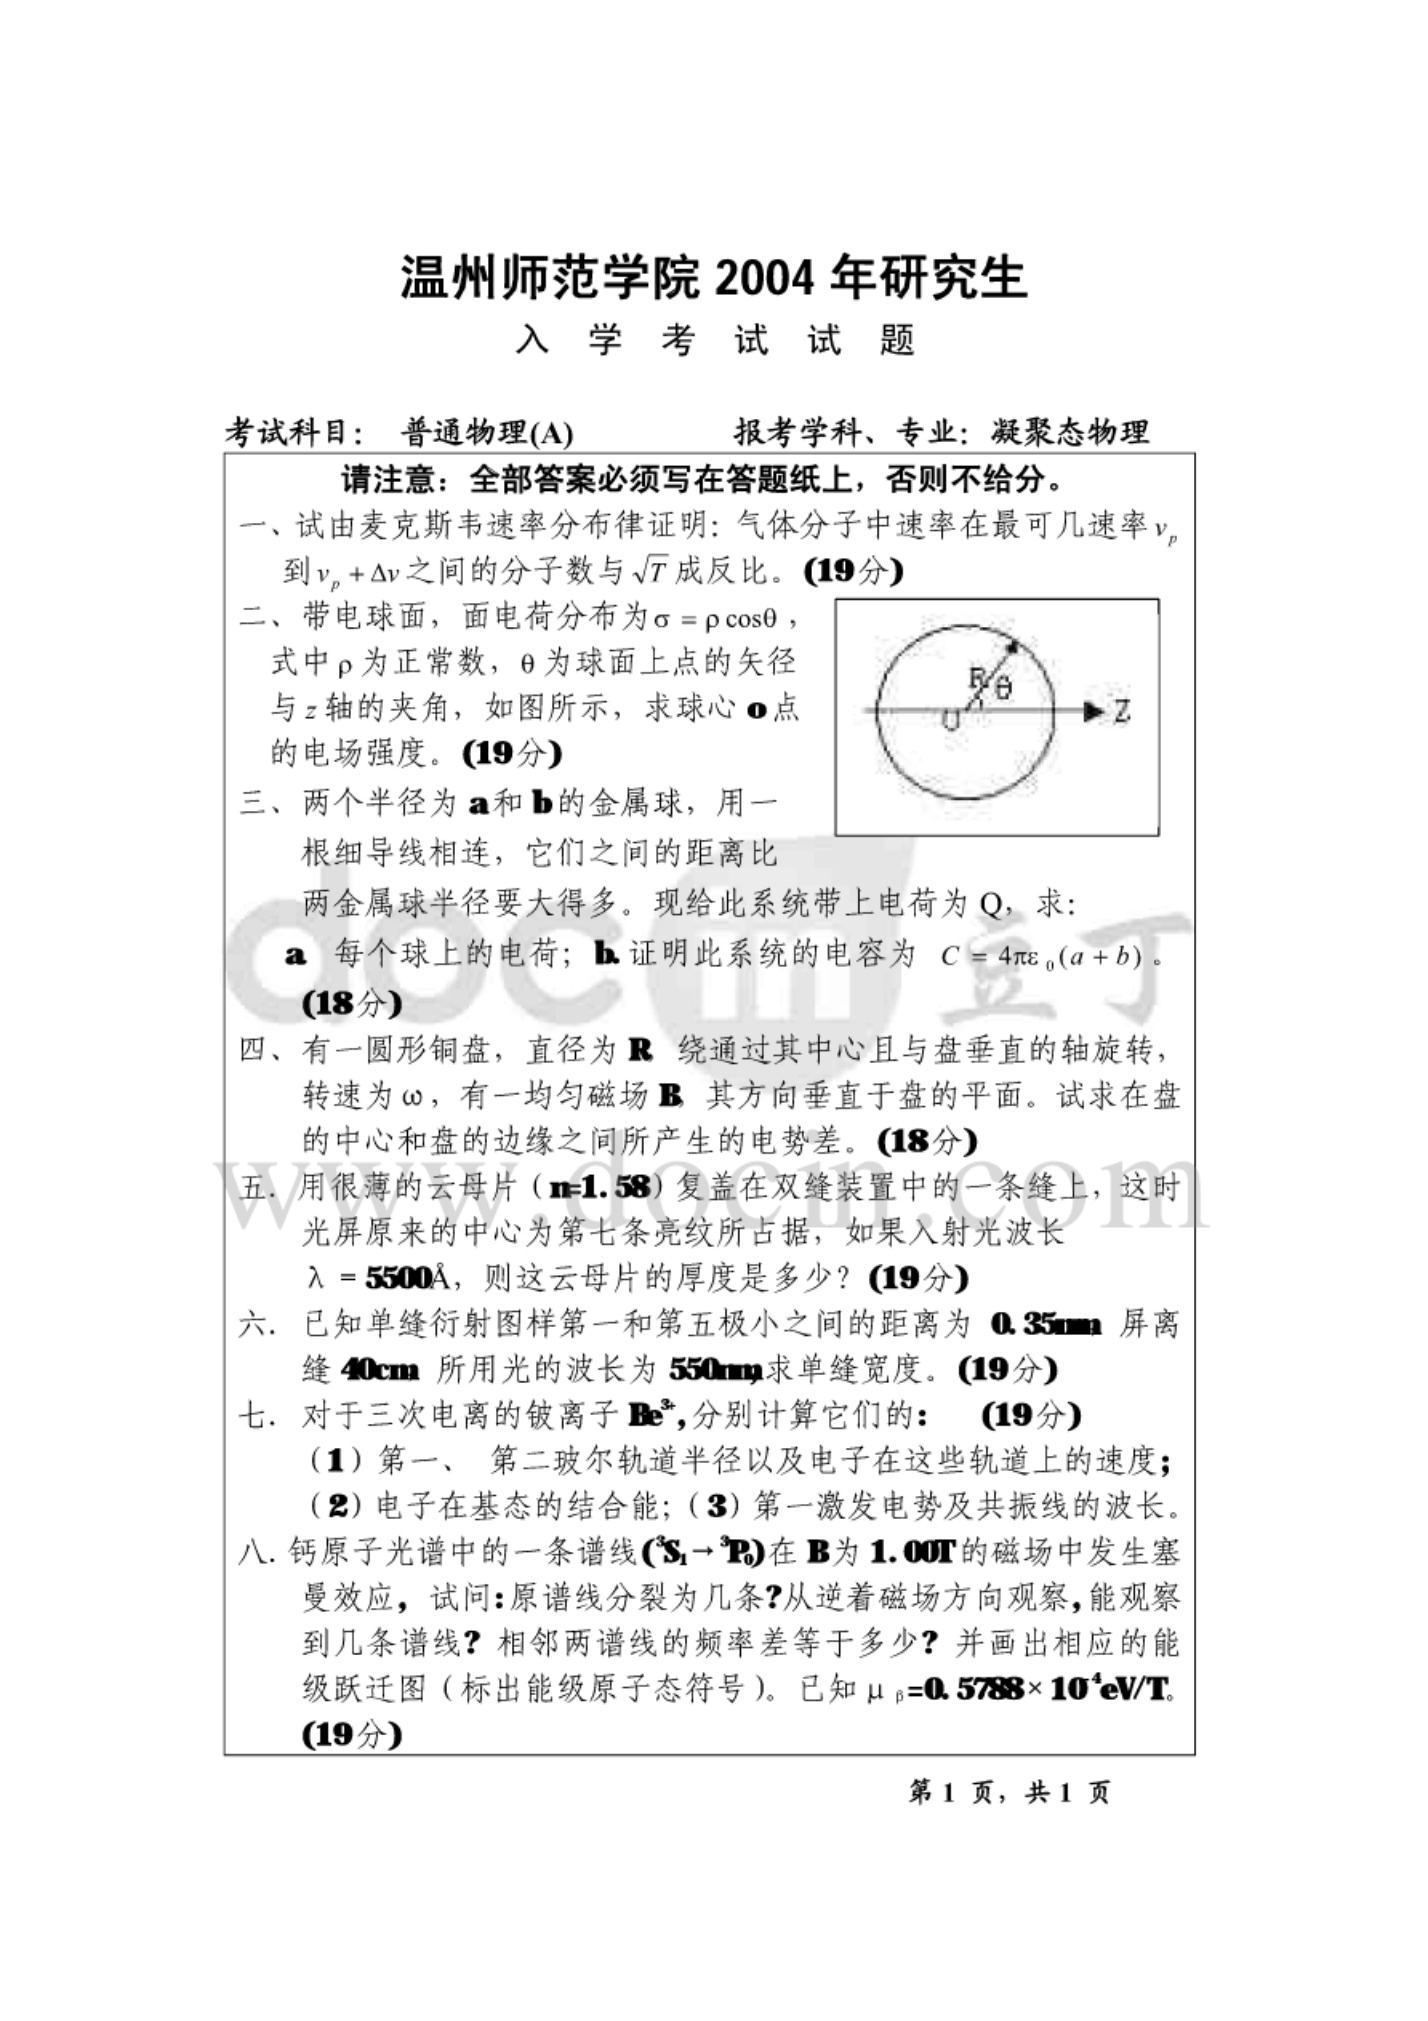 温州师范学院 2004 年研究生
入 学 考 试 试 题
考试科目： 普通物理(A) 报考学科、专业：凝聚态物理
请注意：全部答案必须写在答题纸上，否则不给分。
一、试由麦克斯韦速率分布律证明：气体分子中速率在最可几速率 vₚ
到 vₚ + Δv 之间的分子数与 √T 成反比。(19分)
二、带电球面，面电荷分布为 σ = ρ cosθ ，
式中 ρ 为正常数，θ 为球面上点的矢径
与 z 轴的夹角，如图所示，求球心 o 点
的电场强度。(19分)
R θ
O
Z
三、两个半径为 a 和 b 的金属球，用一
根细导线相连，它们之间的距离比
两金属球半径要大得多。现给此系统带上电荷为 Q，求：
a 每个球上的电荷； b. 证明此系统的电容为 C = 4πε₀(a + b) 。
(18分)
四、有一圆形铜盘，直径为 R, 绕通过其中心且与盘垂直的轴旋转，
转速为 ω，有一均匀磁场 B, 其方向垂直于盘的平面。试求在盘
的中心和盘的边缘之间所产生的电势差。(18分)
五．用很薄的云母片（n=1.58）复盖在双缝装置中的一条缝上，这时
光屏原来的中心为第七条亮纹所占据，如果入射光波长
λ = 5500Å，则这云母片的厚度是多少？(19分)
六．已知单缝衍射图样第一和第五极小之间的距离为 0.35mm, 屏离
缝 40cm, 所用光的波长为 550nm,求单缝宽度。(19分)
七．对于三次电离的铍离子 Be³⁺,分别计算它们的: (19分)
（1）第一、 第二玻尔轨道半径以及电子在这些轨道上的速度;
（2）电子在基态的结合能;（3）第一激发电势及共振线的波长。
八．钙原子光谱中的一条谱线(³S₁→³P₀)在 B 为 1.00T 的磁场中发生塞
曼效应，试问:原谱线分裂为几条?从逆着磁场方向观察,能观察
到几条谱线? 相邻两谱线的频率差等于多少? 并画出相应的能
级跃迁图（标出能级原子态符号）。已知 μ ᵦ=0.5788×10⁻⁴eV/T。
(19分)
第 1 页，共 1 页
docin 豆丁
www.docin.com